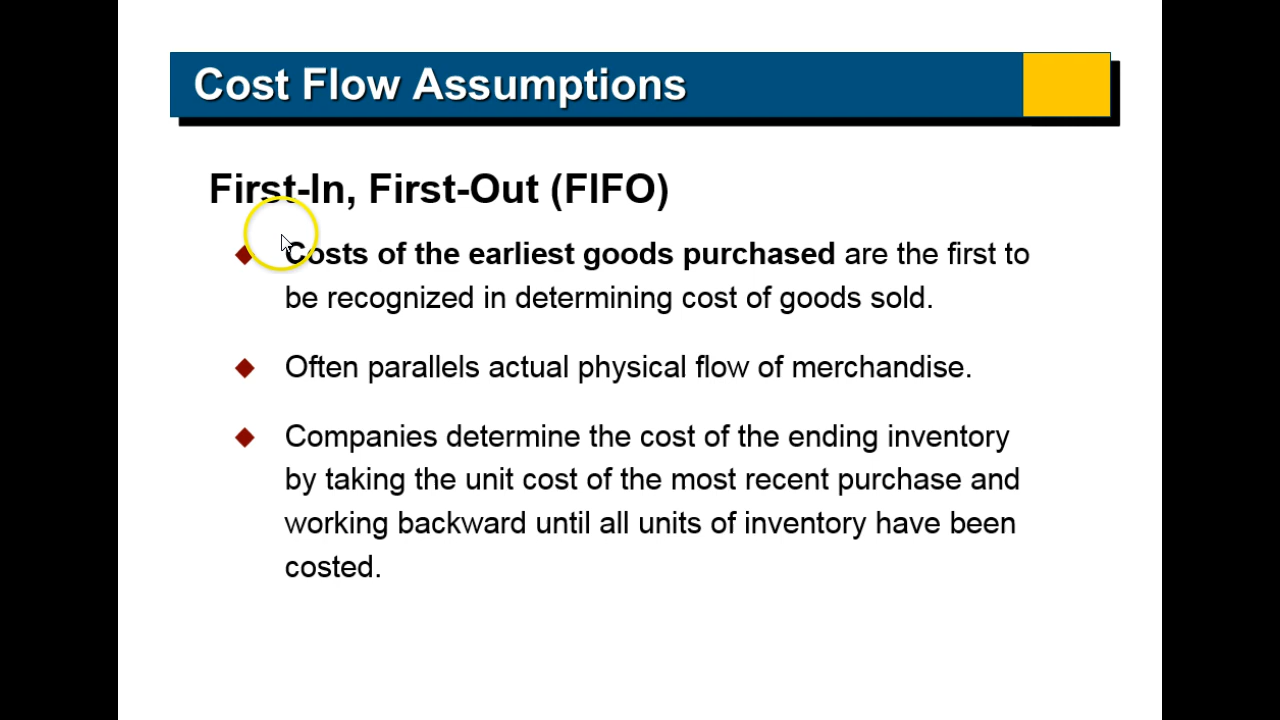 Cost Flow Assumptions
First-In, First-Out (FIFO)
Costs of the earliest goods purchased are the first to
be recognized in determining cost of goods sold.
Often parallels actual physical flow of merchandise.
Companies determine the cost of the ending inventory
by taking the unit cost of the most recent purchase and
working backward until all units of inventory have been
costed.